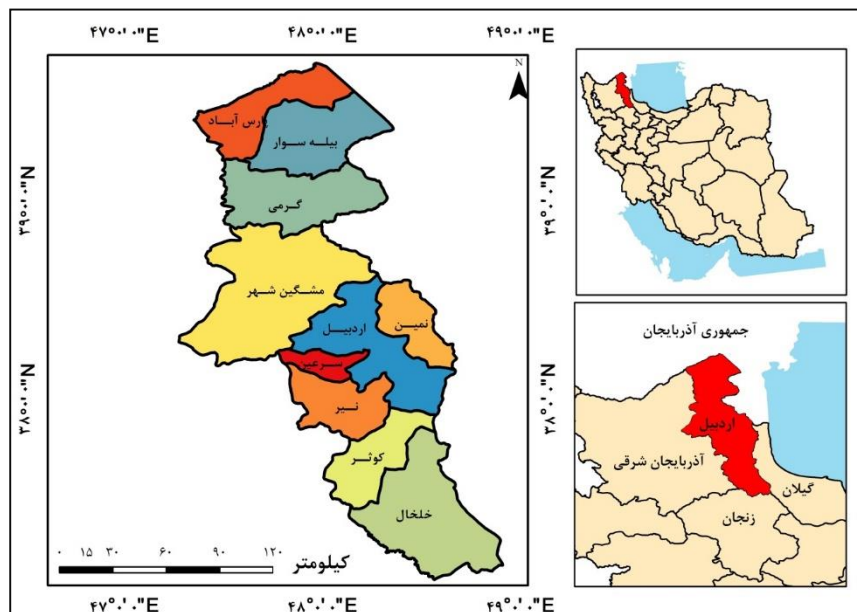 ۴۷°۰'۰"E
۴۸°۰'۰"E
۴۹°۰'۰"E
N
پارس آباد
بیله سوار
گرمی
مشگین شهر
اردبیل
نمین
سرعین
نیر
کوثر
خلخال
۳۹°۰'۰"N
۳۸°۰'۰"N
۳۹°۰'۰"N
۳۸°۰'۰"N
۰ ۱۵ ۳۰ ۶۰ ۹۰ ۱۲۰
کیلومتر
۴۷°۰'۰"E
۴۸°۰'۰"E
۴۹°۰'۰"E
جمهوری آذربایجان
اردبیل
آذربایجان شرقی
گیلان
زنجان